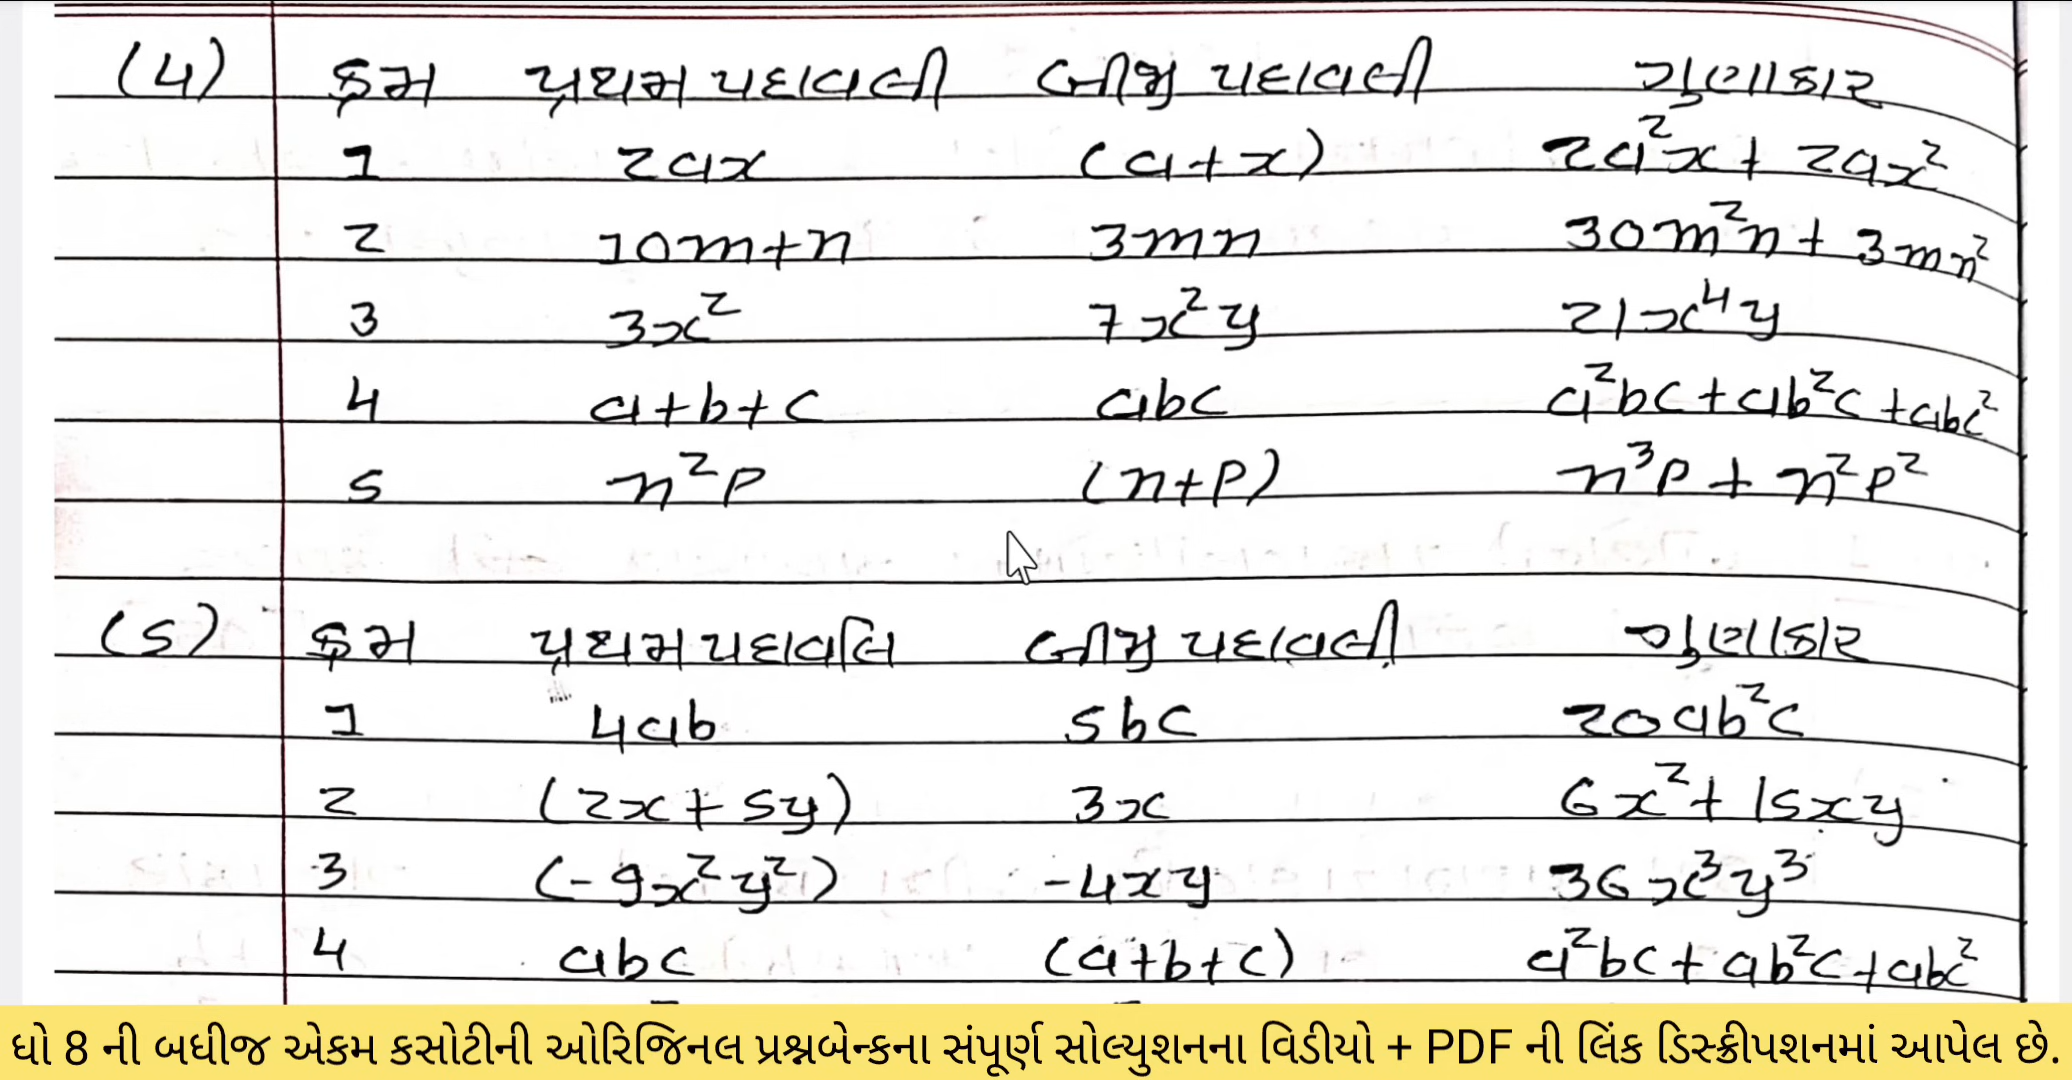 (4) ક્રમ પ્રથમ પદાવલી બીજુ પદાવલી ગુણાકાર
1 2ax (a+x) 2a²x + 2ax²
2 10m+n 3mn 30m²n + 3mn²
3 3x² 7x²y 21x⁴y
4 a+b+c abc a²bc+ab²c+abc²
5 n²p (n+p) n³p + n²p²
(5) ક્રમ પ્રથમ પદાવલિ બીજુ પદાવલી ગુણાકાર
1 4ab 5bc 20ab²c
2 (2x+5y) 3x 6x²+15xy
3 (-9x²y²) -4xy 36x³y³
4 abc (a+b+c) a²bc+ab²c+abc²
ધો 8 ની બધીજ એકમ કસોટીની ઓરિજિનલ પ્રશ્નબેન્કના સંપૂર્ણ સોલ્યુશનના વિડીયો + PDF ની લિંક ડિસ્ક્રીપશનમાં આપેલ છે.